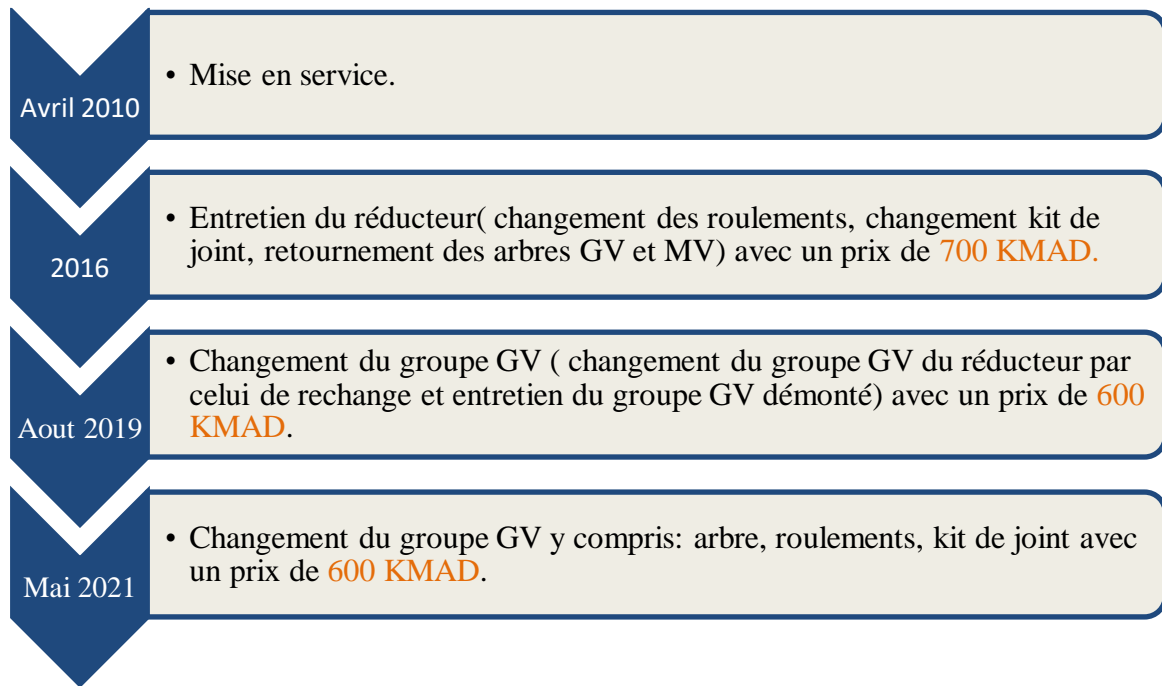 Avril 2010
• Mise en service.
2016
• Entretien du réducteur( changement des roulements, changement kit de
joint, retournement des arbres GV et MV) avec un prix de 700 KMAD.
Aout 2019
• Changement du groupe GV ( changement du groupe GV du réducteur par
celui de rechange et entretien du groupe GV démonté) avec un prix de 600
KMAD.
Mai 2021
• Changement du groupe GV y compris: arbre, roulements, kit de joint avec
un prix de 600 KMAD.